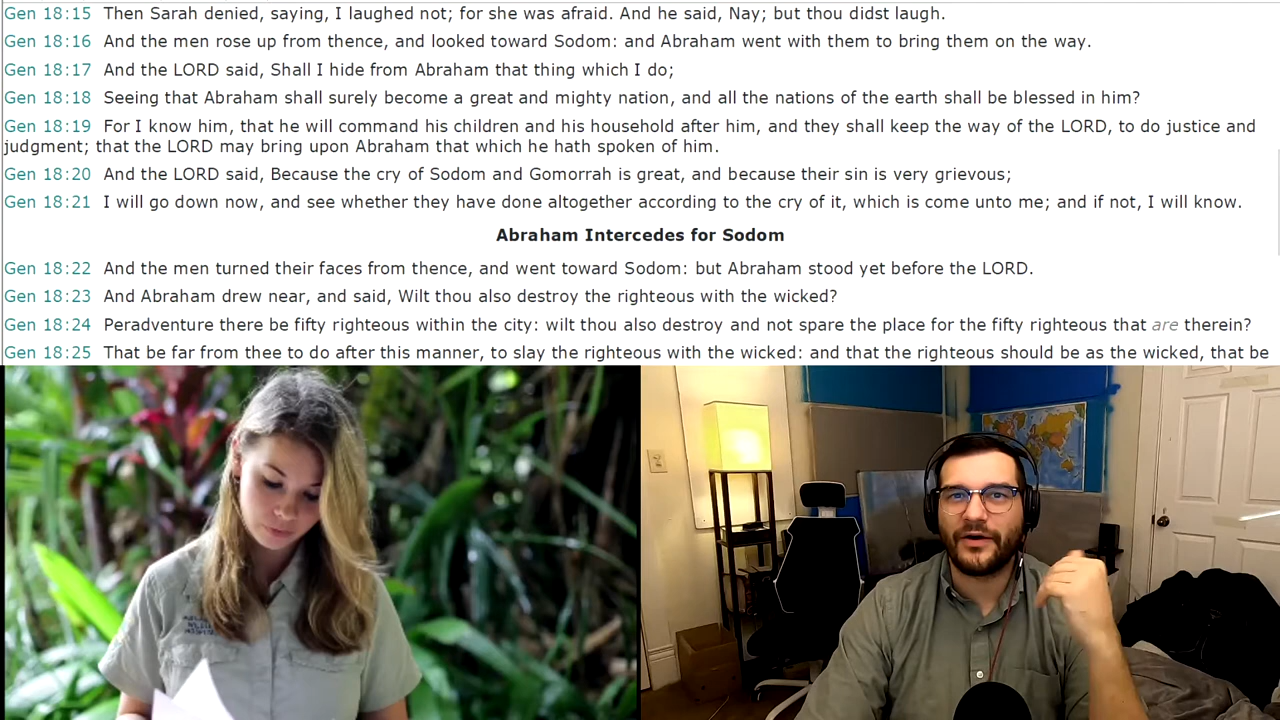 Gen 18:15 Then Sarah denied, saying, I laughed not; for she was afraid. And he said, Nay; but thou didst laugh.
Gen 18:16 And the men rose up from thence, and looked toward Sodom: and Abraham went with them to bring them on the way.
Gen 18:17 And the LORD said, Shall I hide from Abraham that thing which I do;
Gen 18:18 Seeing that Abraham shall surely become a great and mighty nation, and all the nations of the earth shall be blessed in him?
Gen 18:19 For I know him, that he will command his children and his household after him, and they shall keep the way of the LORD, to do justice and
judgment; that the LORD may bring upon Abraham that which he hath spoken of him.
Gen 18:20 And the LORD said, Because the cry of Sodom and Gomorrah is great, and because their sin is very grievous;
Gen 18:21 I will go down now, and see whether they have done altogether according to the cry of it, which is come unto me; and if not, I will know.
Abraham Intercedes for Sodom
Gen 18:22 And the men turned their faces from thence, and went toward Sodom: but Abraham stood yet before the LORD.
Gen 18:23 And Abraham drew near, and said, Wilt thou also destroy the righteous with the wicked?
Gen 18:24 Peradventure there be fifty righteous within the city: wilt thou also destroy and not spare the place for the fifty righteous that are therein?
Gen 18:25 That be far from thee to do after this manner, to slay the righteous with the wicked: and that the righteous should be as the wicked, that be